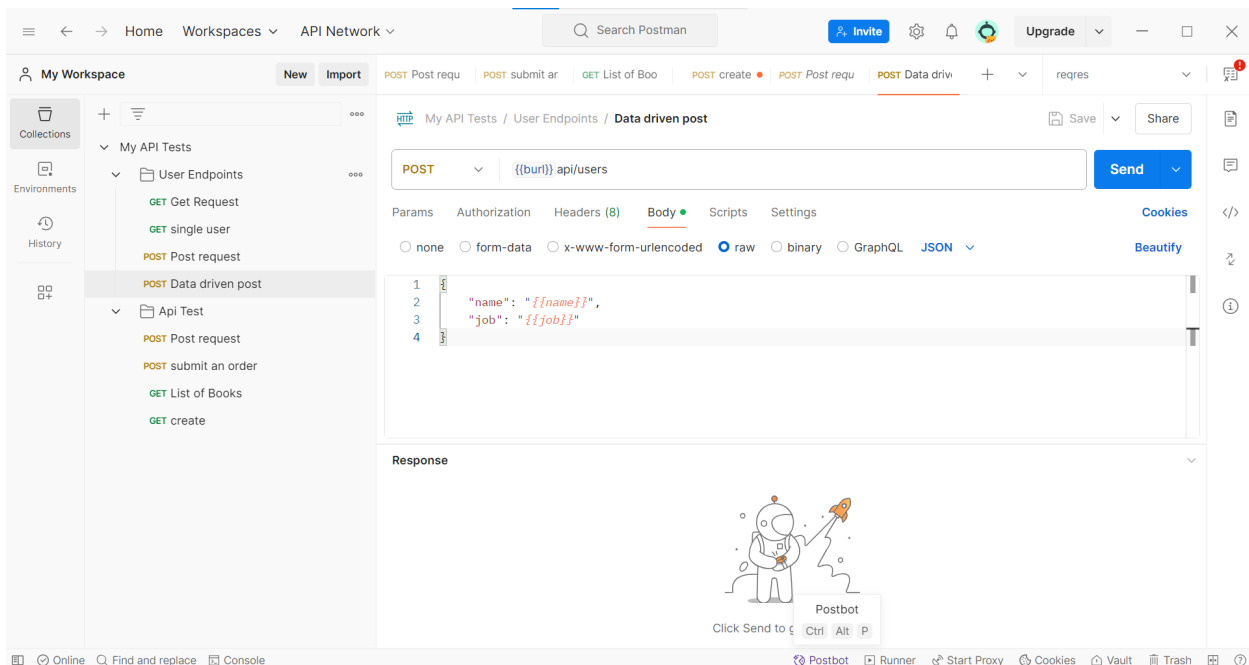 Home Workspaces API Network Search Postman Invite Upgrade
My Workspace New Import POST Post requ POST submit ar GET List of Boo POST create POST Post requ POST Data driv reqres
Collections
Environments
History
My API Tests
User Endpoints
GET Get Request
GET single user
POST Post request
POST Data driven post
Api Test
POST Post request
POST submit an order
GET List of Books
GET create
HTTP My API Tests / User Endpoints / Data driven post Save Share
POST {{burl}} api/users Send
Params Authorization Headers (8) Body Scripts Settings Cookies
none form-data x-www-form-urlencoded raw binary GraphQL JSON Beautify
1 {
2 "name": "{{name}}",
3 "job": "{{job}}"
4 }
Response
Click Send to
Postbot
Ctrl Alt P
Online Find and replace Console Postbot Runner Start Proxy Cookies Vault Trash